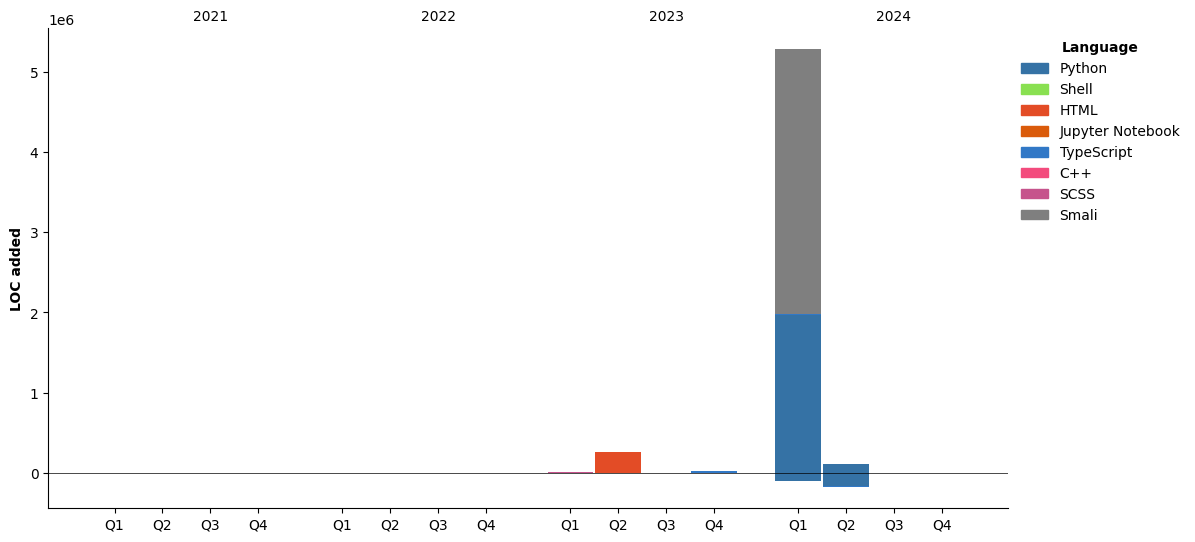 2021 2022 2023 2024
1e6
5
4
3
2
1
0
LOC added
Q1 Q2 Q3 Q4 Q1 Q2 Q3 Q4 Q1 Q2 Q3 Q4 Q1 Q2 Q3 Q4
Language
Python
Shell
HTML
Jupyter Notebook
TypeScript
C++
SCSS
Smali